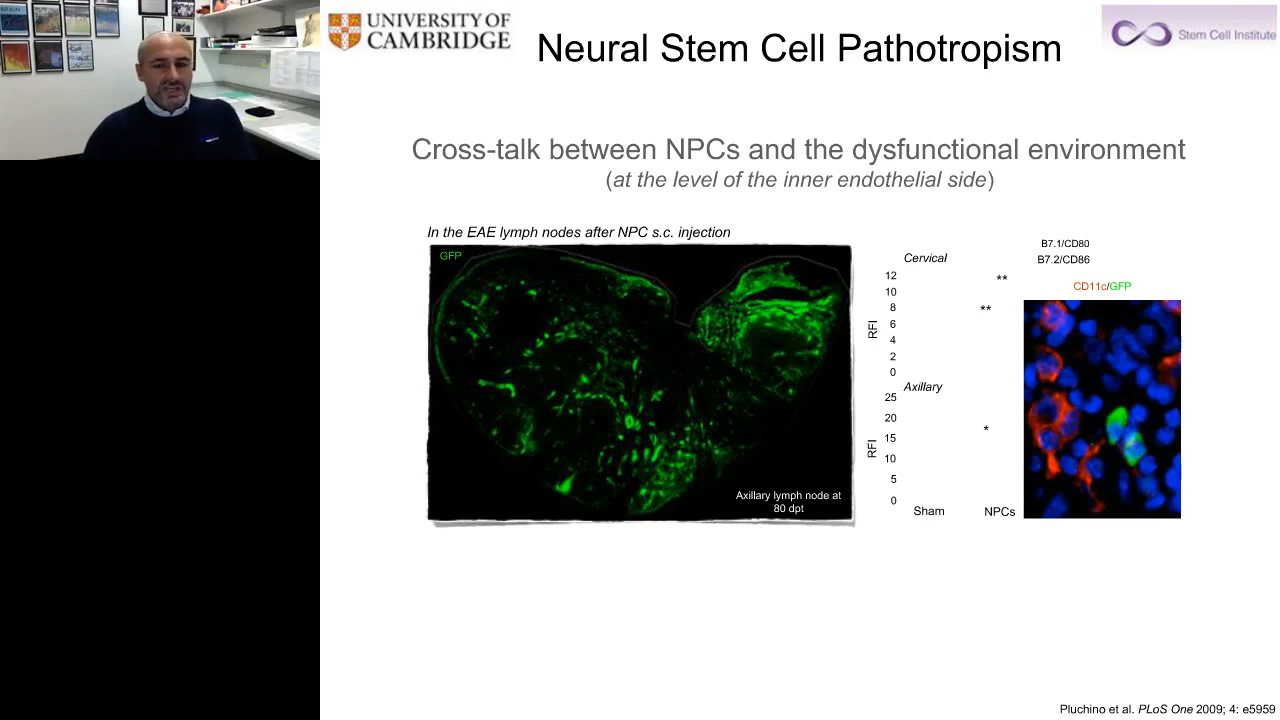 UNIVERSITY OF
CAMBRIDGE
Neural Stem Cell Pathotropism
Stem Cell Institute
Cross-talk between NPCs and the dysfunctional environment
(at the level of the inner endothelial side)
In the EAE lymph nodes after NPC s.c. injection
GFP
Axillary lymph node at
80 dpt
Cervical
12
10
8
6
4
2
0
RFI
**
**
Axillary
25
20
15
10
5
0
RFI
*
Sham
NPCs
B7.1/CD80
B7.2/CD86
CD11c/GFP
Pluchino et al. PLoS One 2009; 4: e5959